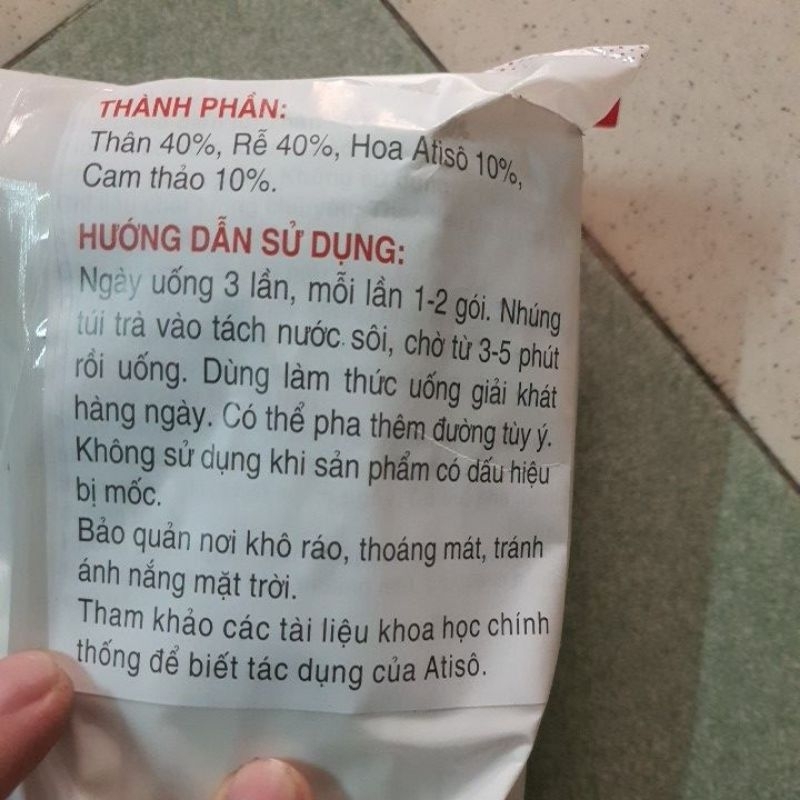 THÀNH PHẦN:
Thân 40%, Rễ 40%, Hoa Atisô 10%,
Cam thảo 10%.
HƯỚNG DẪN SỬ DỤNG:
Ngày uống 3 lần, mỗi lần 1-2 gói. Nhúng
túi trà vào tách nước sôi, chờ từ 3-5 phút
rồi uống. Dùng làm thức uống giải khát
hàng ngày. Có thể pha thêm đường tùy ý.
Không sử dụng khi sản phẩm có dấu hiệu
bị mốc.
Bảo quản nơi khô ráo, thoáng mát, tránh
ánh nắng mặt trời.
Tham khảo các tài liệu khoa học chính
thống để biết tác dụng của Atisô.